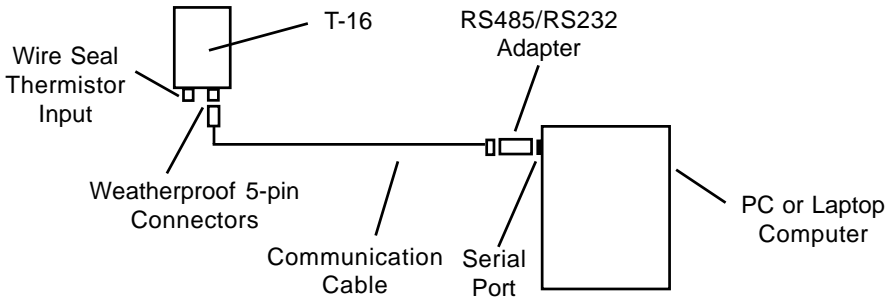 T-16
RS485/RS232
Adapter
Wire Seal
Thermistor
Input
Weatherproof 5-pin
Connectors
Communication
Cable
Serial
Port
PC or Laptop
Computer